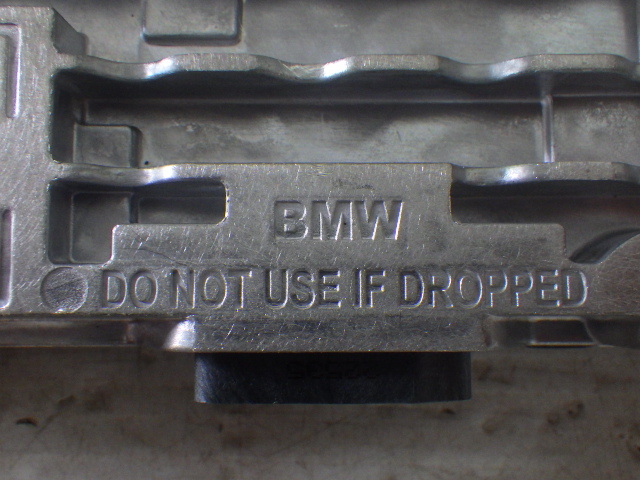 BMW
DO NOT USE IF DROPPED